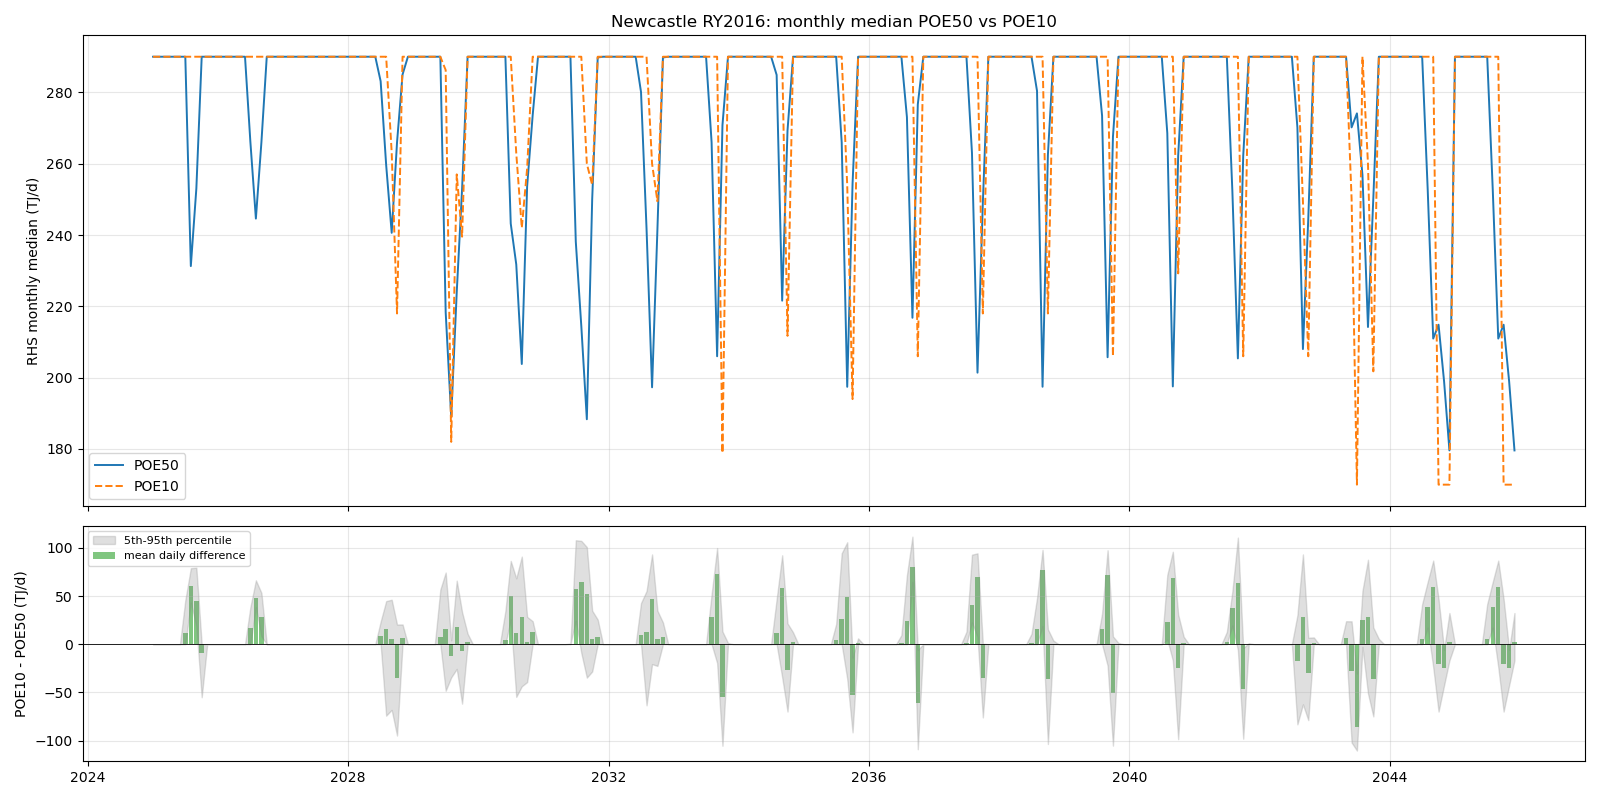 Newcastle RY2016: monthly median POE50 vs POE10
RHS monthly median (TJ/d)
280
260
240
220
200
180
POE50
POE10
POE10 - POE50 (TJ/d)
100
50
0
−50
−100
5th-95th percentile
mean daily difference
2024
2028
2032
2036
2040
2044